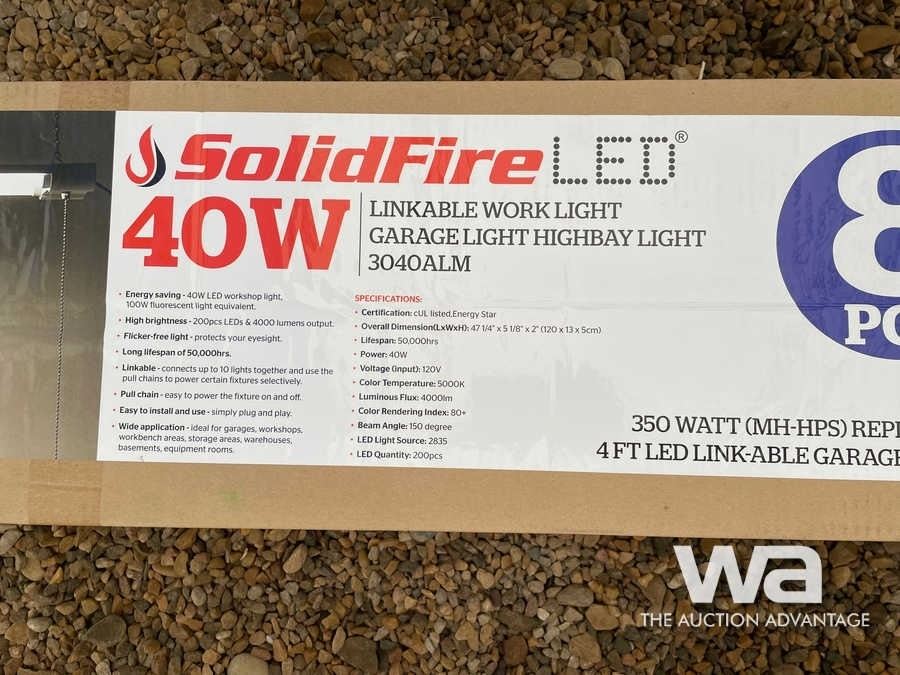 SolidFire LED®
40W
LINKABLE WORK LIGHT
GARAGE LIGHT HIGHBAY LIGHT
3040ALM
• Energy saving - 40W LED workshop light,
100W fluorescent light equivalent.
• High brightness - 200pcs LEDs & 4000 lumens output.
• Flicker-free light - protects your eyesight.
• Long lifespan of 50,000hrs.
• Linkable - connects up to 10 lights together and use the
pull chains to power certain fixtures selectively.
• Pull chain - easy to power the fixture on and off.
• Easy to install and use - simply plug and play.
• Wide application - ideal for garages, workshops,
workbench areas, storage areas, warehouses,
basements, equipment rooms.
SPECIFICATIONS:
• Certification: cUL listed,Energy Star
• Overall Dimension(LxWxH): 47 1/4" x 5 1/8" x 2" (120 x 13 x 5cm)
• Lifespan: 50,000hrs
• Power: 40W
• Voltage (Input): 120V
• Color Temperature: 5000K
• Luminous Flux: 4000lm
• Color Rendering Index: 80+
• Beam Angle: 150 degree
• LED Light Source: 2835
• LED Quantity: 200pcs
8
PC
350 WATT (MH-HPS) REPL
4 FT LED LINK-ABLE GARAGE
wa
THE AUCTION ADVANTAGE